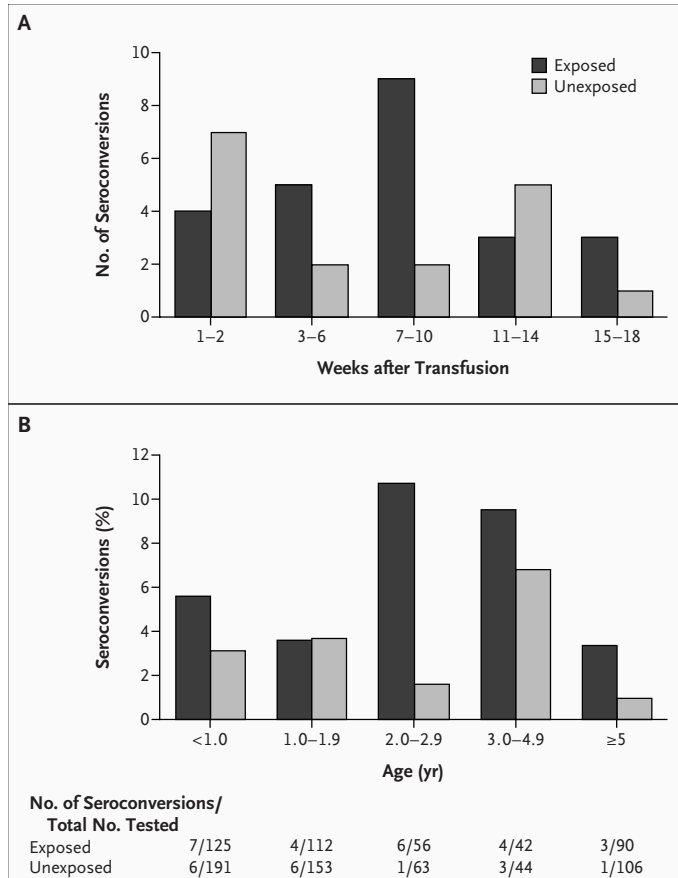 A
10
8
6
4
2
0
No. of Seroconversions
Exposed
Unexposed
1–2 3–6 7–10 11–14 15–18
Weeks after Transfusion
B
12
10
8
6
4
2
0
Seroconversions (%)
<1.0 1.0–1.9 2.0–2.9 3.0–4.9 ≥5
Age (yr)
No. of Seroconversions/
Total No. Tested
Exposed 7/125 4/112 6/56 4/42 3/90
Unexposed 6/191 6/153 1/63 3/44 1/106